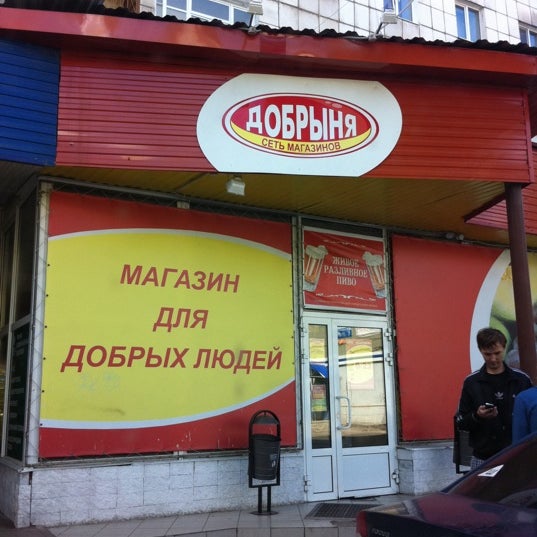 ДОБРЫНЯ
СЕТЬ МАГАЗИНОВ
МАГАЗИН
ДЛЯ
ДОБРЫХ ЛЮДЕЙ
ЖИВОЕ
РАЗЛИВНОЕ
ПИВО